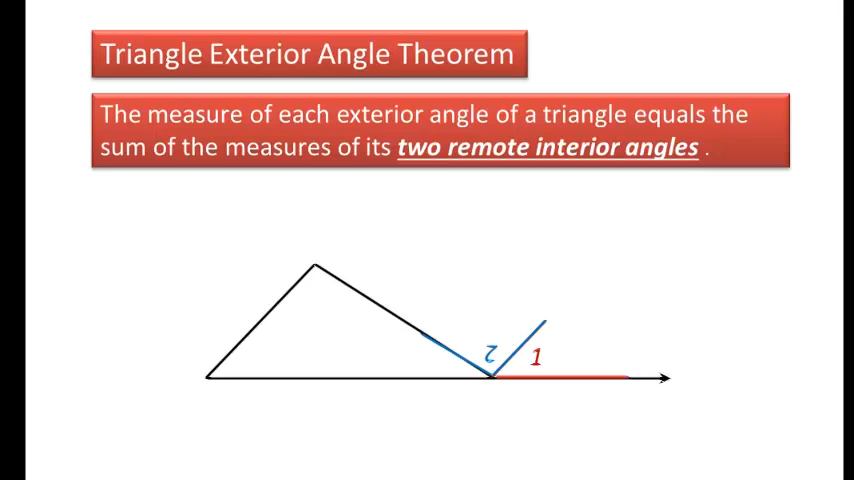 Triangle Exterior Angle Theorem
The measure of each exterior angle of a triangle equals the
sum of the measures of its two remote interior angles .
2 1